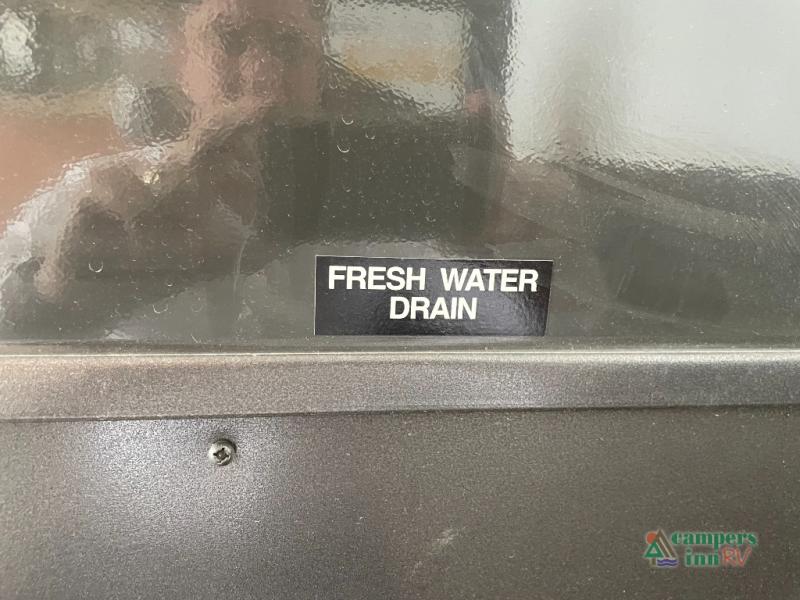 FRESH WATER
DRAIN
campers
inn RV